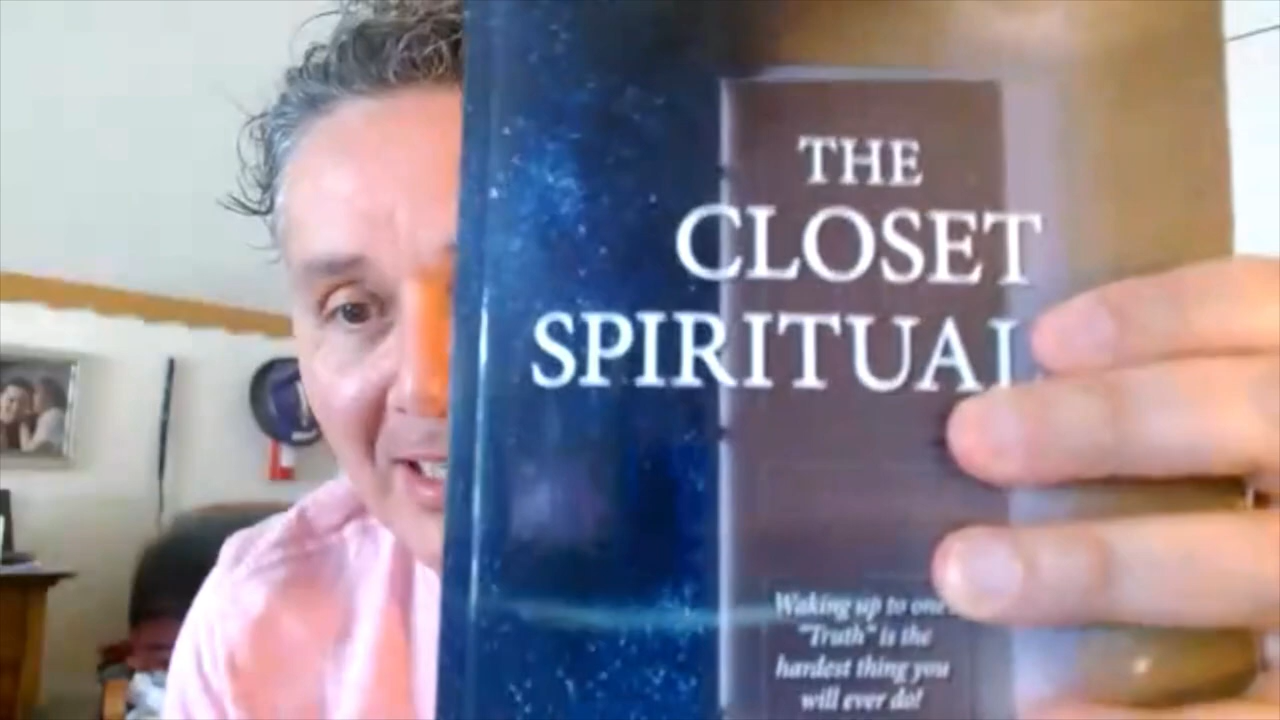 THE
CLOSET
SPIRITUAL
Waking up to one
"Truth" is the
hardest thing you
will ever do!